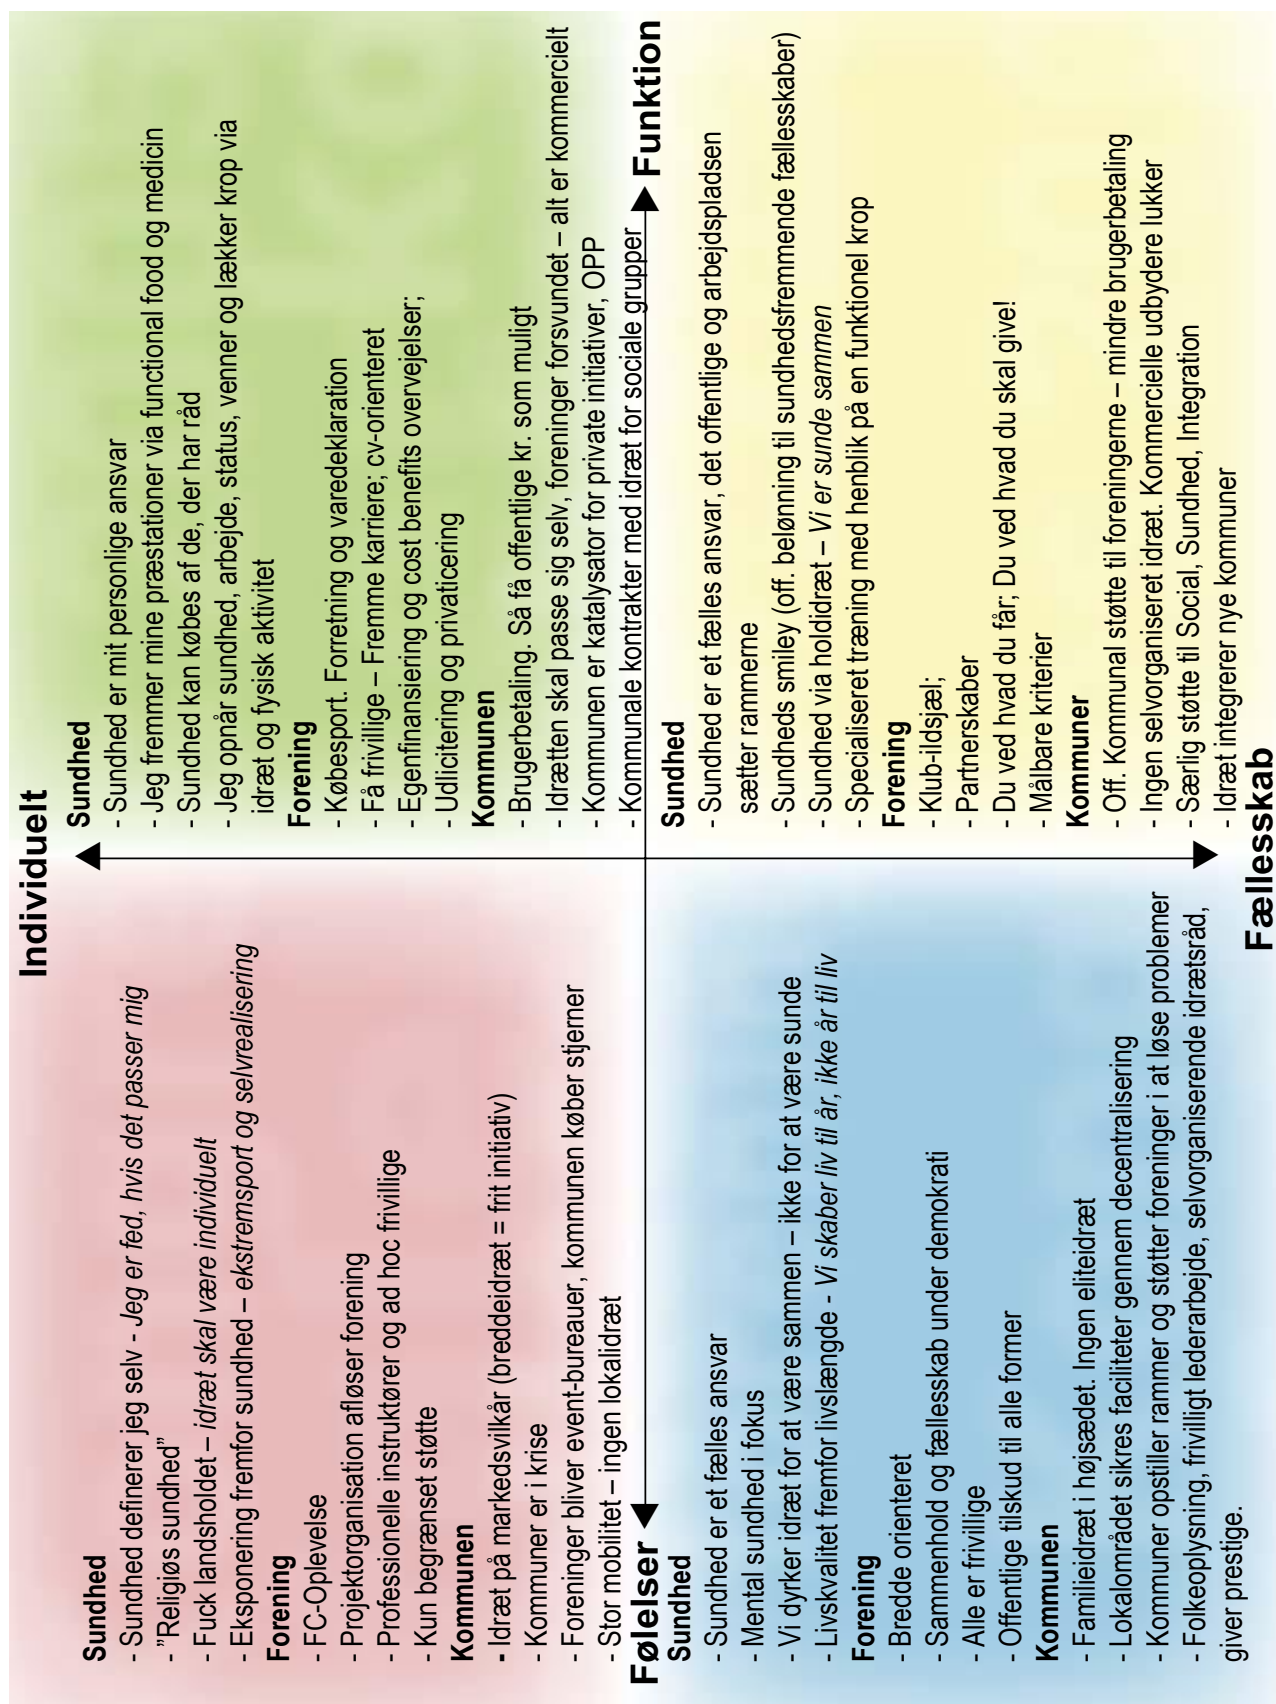 Individuelt
Sundhed
- Sundhed definerer jeg selv - Jeg er fed, hvis det passer mig
- "Religiøs sundhed"
- Fuck landsholdet – idræt skal være individuelt
- Eksponering fremfor sundhed – ekstremsport og selvrealisering
Forening
- FC-Oplevelse
- Projektorganisation afløser forening
- Professionelle instruktører og ad hoc frivillige
- Kun begrænset støtte
Kommunen
- Idræt på markedsvilkår (breddeidræt = frit initiativ)
- Kommuner er i krise
- Foreninger bliver event-bureauer, kommunen køber stjerner
- Stor mobilitet – ingen lokalidræt
Sundhed
- Sundhed er mit personlige ansvar
- Jeg fremmer mine præstationer via functional food og medicin
- Sundhed kan købes af de, der har råd
- Jeg opnår sundhed, arbejde, status, venner og lækker krop via
idræt og fysisk aktivitet
Forening
- Købesport. Forretning og varedeklaration
- Få frivillige – Fremme karriere; cv-orienteret
- Egenfinansiering og cost benefits overvejelser;
- Udlicitering og privaticering
Kommunen
- Brugerbetaling. Så få offentlige kr. som muligt
- Idrætten skal passe sig selv, foreninger forsvundet – alt er kommercielt
- Kommunen er katalysator for private initiativer, OPP
- Kommunale kontrakter med idræt for sociale grupper
Følelser
Funktion
Sundhed
- Sundhed er et fælles ansvar
- Mental sundhed i fokus
- Vi dyrker idræt for at være sammen – ikke for at være sunde
- Livskvalitet fremfor livslængde - Vi skaber liv til år, ikke år til liv
Forening
- Bredde orienteret
- Sammenhold og fællesskab under demokrati
- Alle er frivillige
- Offentlige tilskud til alle former
Kommunen
- Familieidræt i højsædet. Ingen eliteidræt
- Lokalområdet sikres faciliteter gennem decentralisering
- Kommuner opstiller rammer og støtter foreninger i at løse problemer
- Folkeoplysning, frivilligt lederarbejde, selvorganiserende idrætsråd,
giver prestige.
Sundhed
- Sundhed er et fælles ansvar, det offentlige og arbejdspladsen
sætter rammerne
- Sundheds smiley (off. belønning til sundhedsfremmende fællesskaber)
- Sundhed via holdidræt – Vi er sunde sammen
- Specialiseret træning med henblik på en funktionel krop
Forening
- Klub-ildsjæl;
- Partnerskaber
- Du ved hvad du får; Du ved hvad du skal give!
- Målbare kriterier
Kommuner
- Off. Kommunal støtte til foreningerne – mindre brugerbetaling
- Ingen selvorganiseret idræt. Kommercielle udbydere lukker
- Særlig støtte til Social, Sundhed, Integration
- Idræt integrerer nye kommuner
Fællesskab